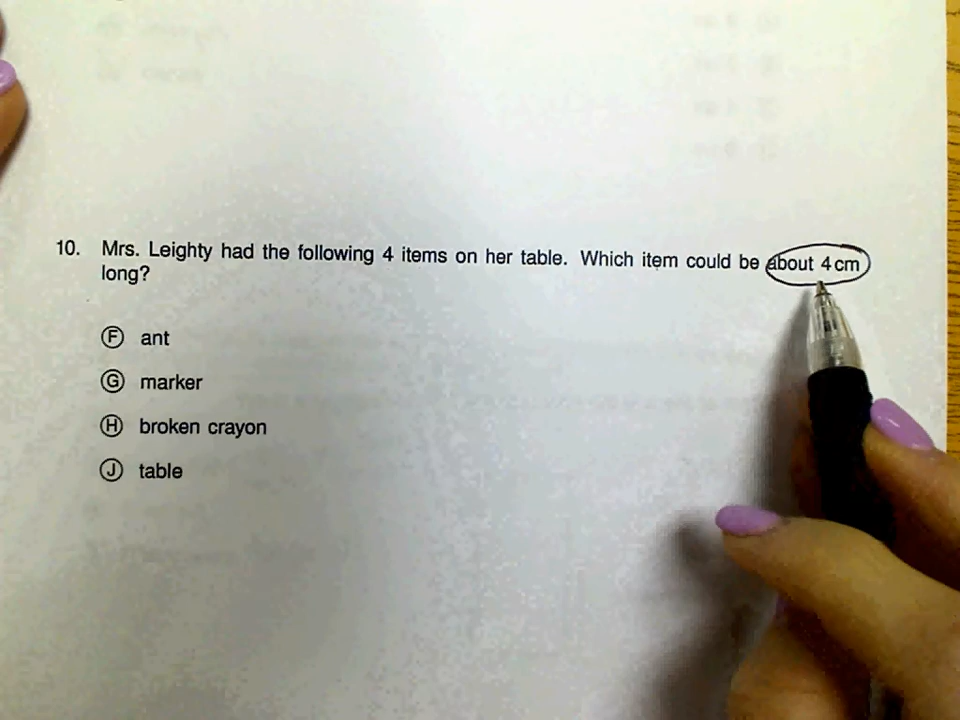 10. Mrs. Leighty had the following 4 items on her table. Which item could be about 4 cm
long?
F ant
G marker
H broken crayon
J table